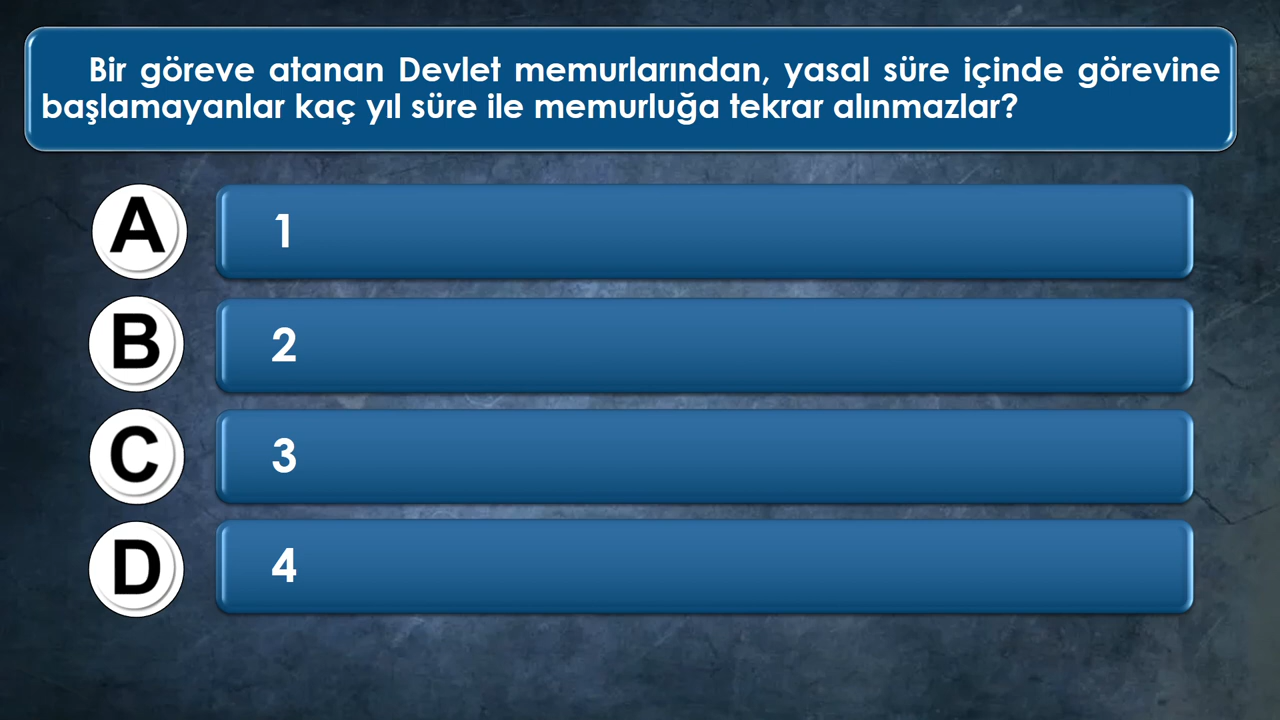 Bir göreve atanan Devlet memurlarından, yasal süre içinde görevine
başlamayanlar kaç yıl süre ile memurluğa tekrar alınmazlar?
A 1
B 2
C 3
D 4